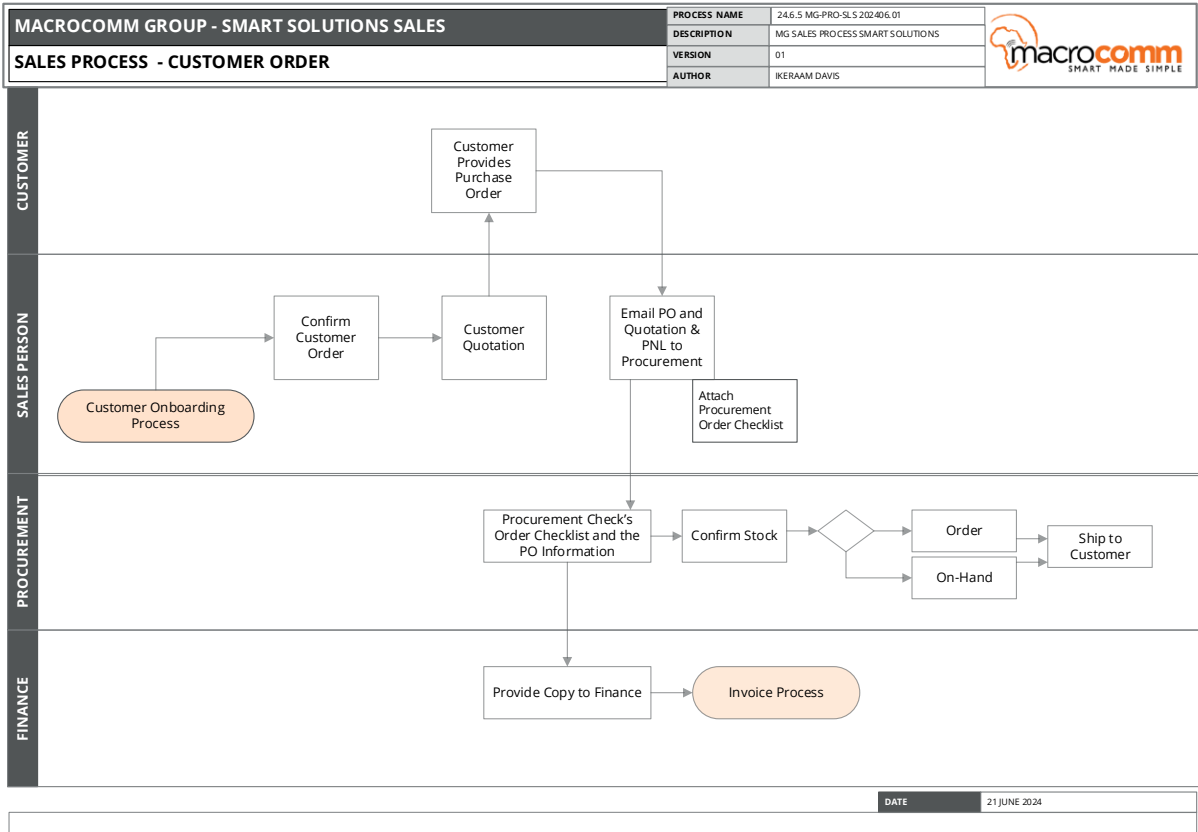 MACROCOMM GROUP - SMART SOLUTIONS SALES
SALES PROCESS - CUSTOMER ORDER
PROCESS NAME
24.6.5 MG-PRO-SLS 202406.01
DESCRIPTION
MG SALES PROCESS SMART SOLUTIONS
VERSION
01
AUTHOR
IKERAAM DAVIS
macrocomm
SMART MADE SIMPLE
CUSTOMER
Customer
Provides
Purchase
Order
SALES PERSON
Customer Onboarding
Process
Confirm
Customer
Order
Customer
Quotation
Email PO and
Quotation &
PNL to
Procurement
Attach
Procurement
Order Checklist
PROCUREMENT
Procurement Check's
Order Checklist and the
PO Information
Confirm Stock
Order
On-Hand
Ship to
Customer
FINANCE
Provide Copy to Finance
Invoice Process
DATE
21 JUNE 2024